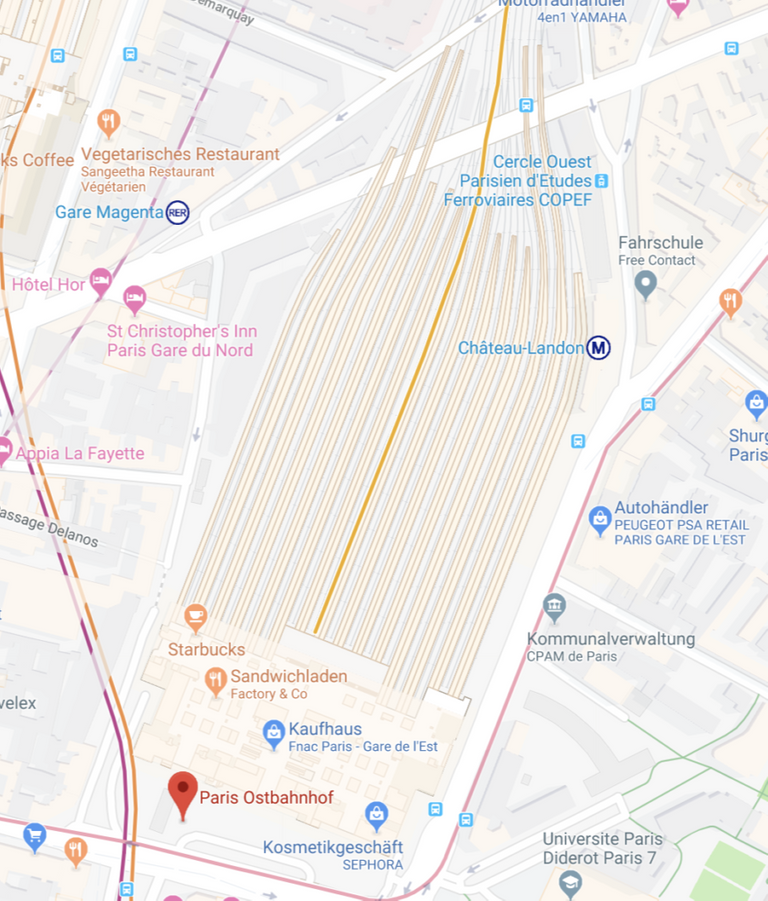 Demarquay
Motorradhändler
4en1 YAMAHA
ks Coffee
Vegetarisches Restaurant
Sangeetha Restaurant
Végétarien
Cercle Ouest
Parisien d'Etudes
Ferroviaires COPEF
Gare Magenta
RER
Fahrschule
Free Contact
Hôtel Hor
St Christopher's Inn
Paris Gare du Nord
Château-Landon
M
Appia La Fayette
Shurg
Paris
assage Delanos
Autohändler
PEUGEOT PSA RETAIL
PARIS GARE DE L'EST
Kommunalverwaltung
CPAM de Paris
Starbucks
Sandwichladen
Factory & Co
velex
Kaufhaus
Fnac Paris - Gare de l'Est
Paris Ostbahnhof
Kosmetikgeschäft
SEPHORA
Universite Paris
Diderot Paris 7